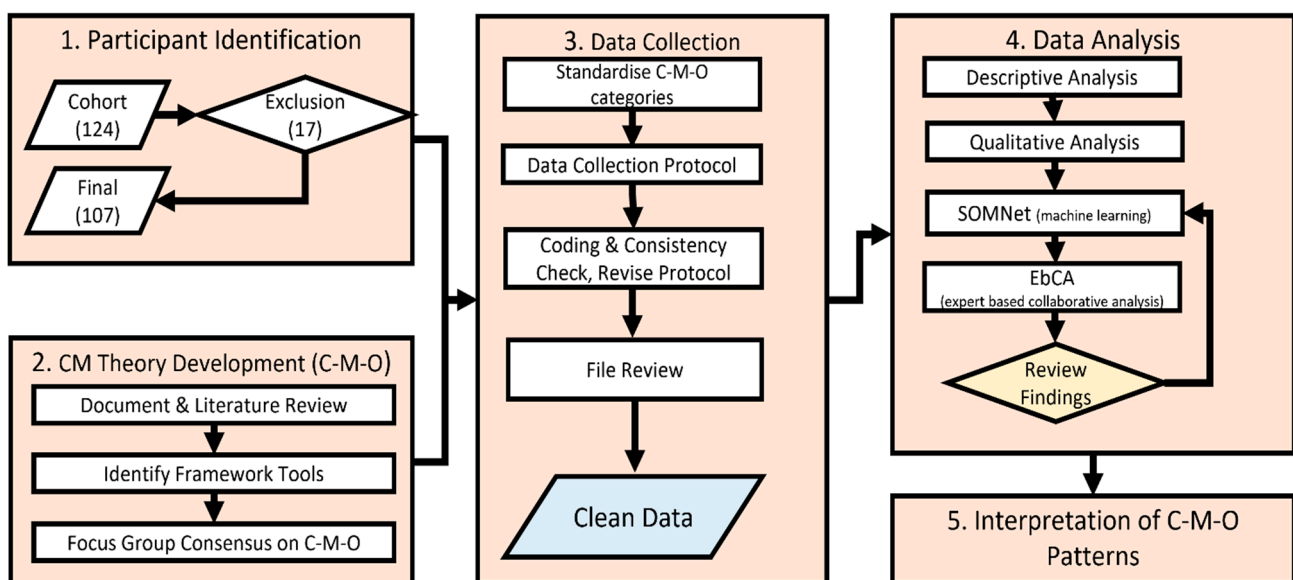 1. Participant Identification
Cohort
(124)
Exclusion
(17)
Final
(107)
2. CM Theory Development (C-M-O)
Document & Literature Review
Identify Framework Tools
Focus Group Consensus on C-M-O
3. Data Collection
Standardise C-M-O
categories
Data Collection Protocol
Coding & Consistency
Check, Revise Protocol
File Review
Clean Data
4. Data Analysis
Descriptive Analysis
Qualitative Analysis
SOMNet (machine learning)
EbCA
(expert based collaborative analysis)
Review
Findings
5. Interpretation of C-M-O
Patterns